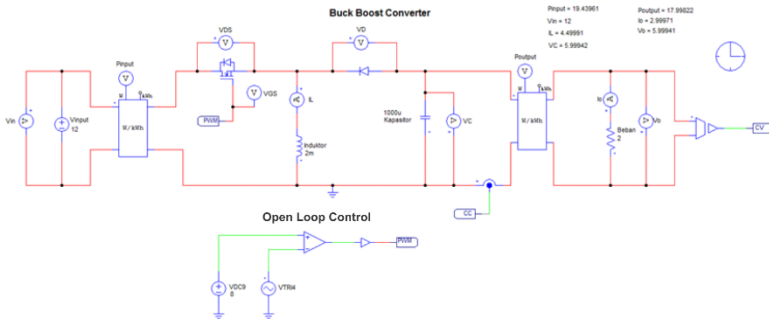 Buck Boost Converter
Pinput = 19.43961
Vin = 12
IL = 4.49991
VC = 5.99942
Poutput = 17.99822
Io = 2.99971
Vo = 5.99941
VDS
V
VD
V
Pinput
V
W
kWh
W / kWh
Vin
V
Vinput
12
VGS
V
PWM
IL
A
Induktor
2m
1000u
Kapasitor
VC
V
Poutput
V
W
kWh
W / kWh
Io
A
Beban
2
Vo
V
CV
CC
Open Loop Control
PWM
VDC9
8
VTRI4